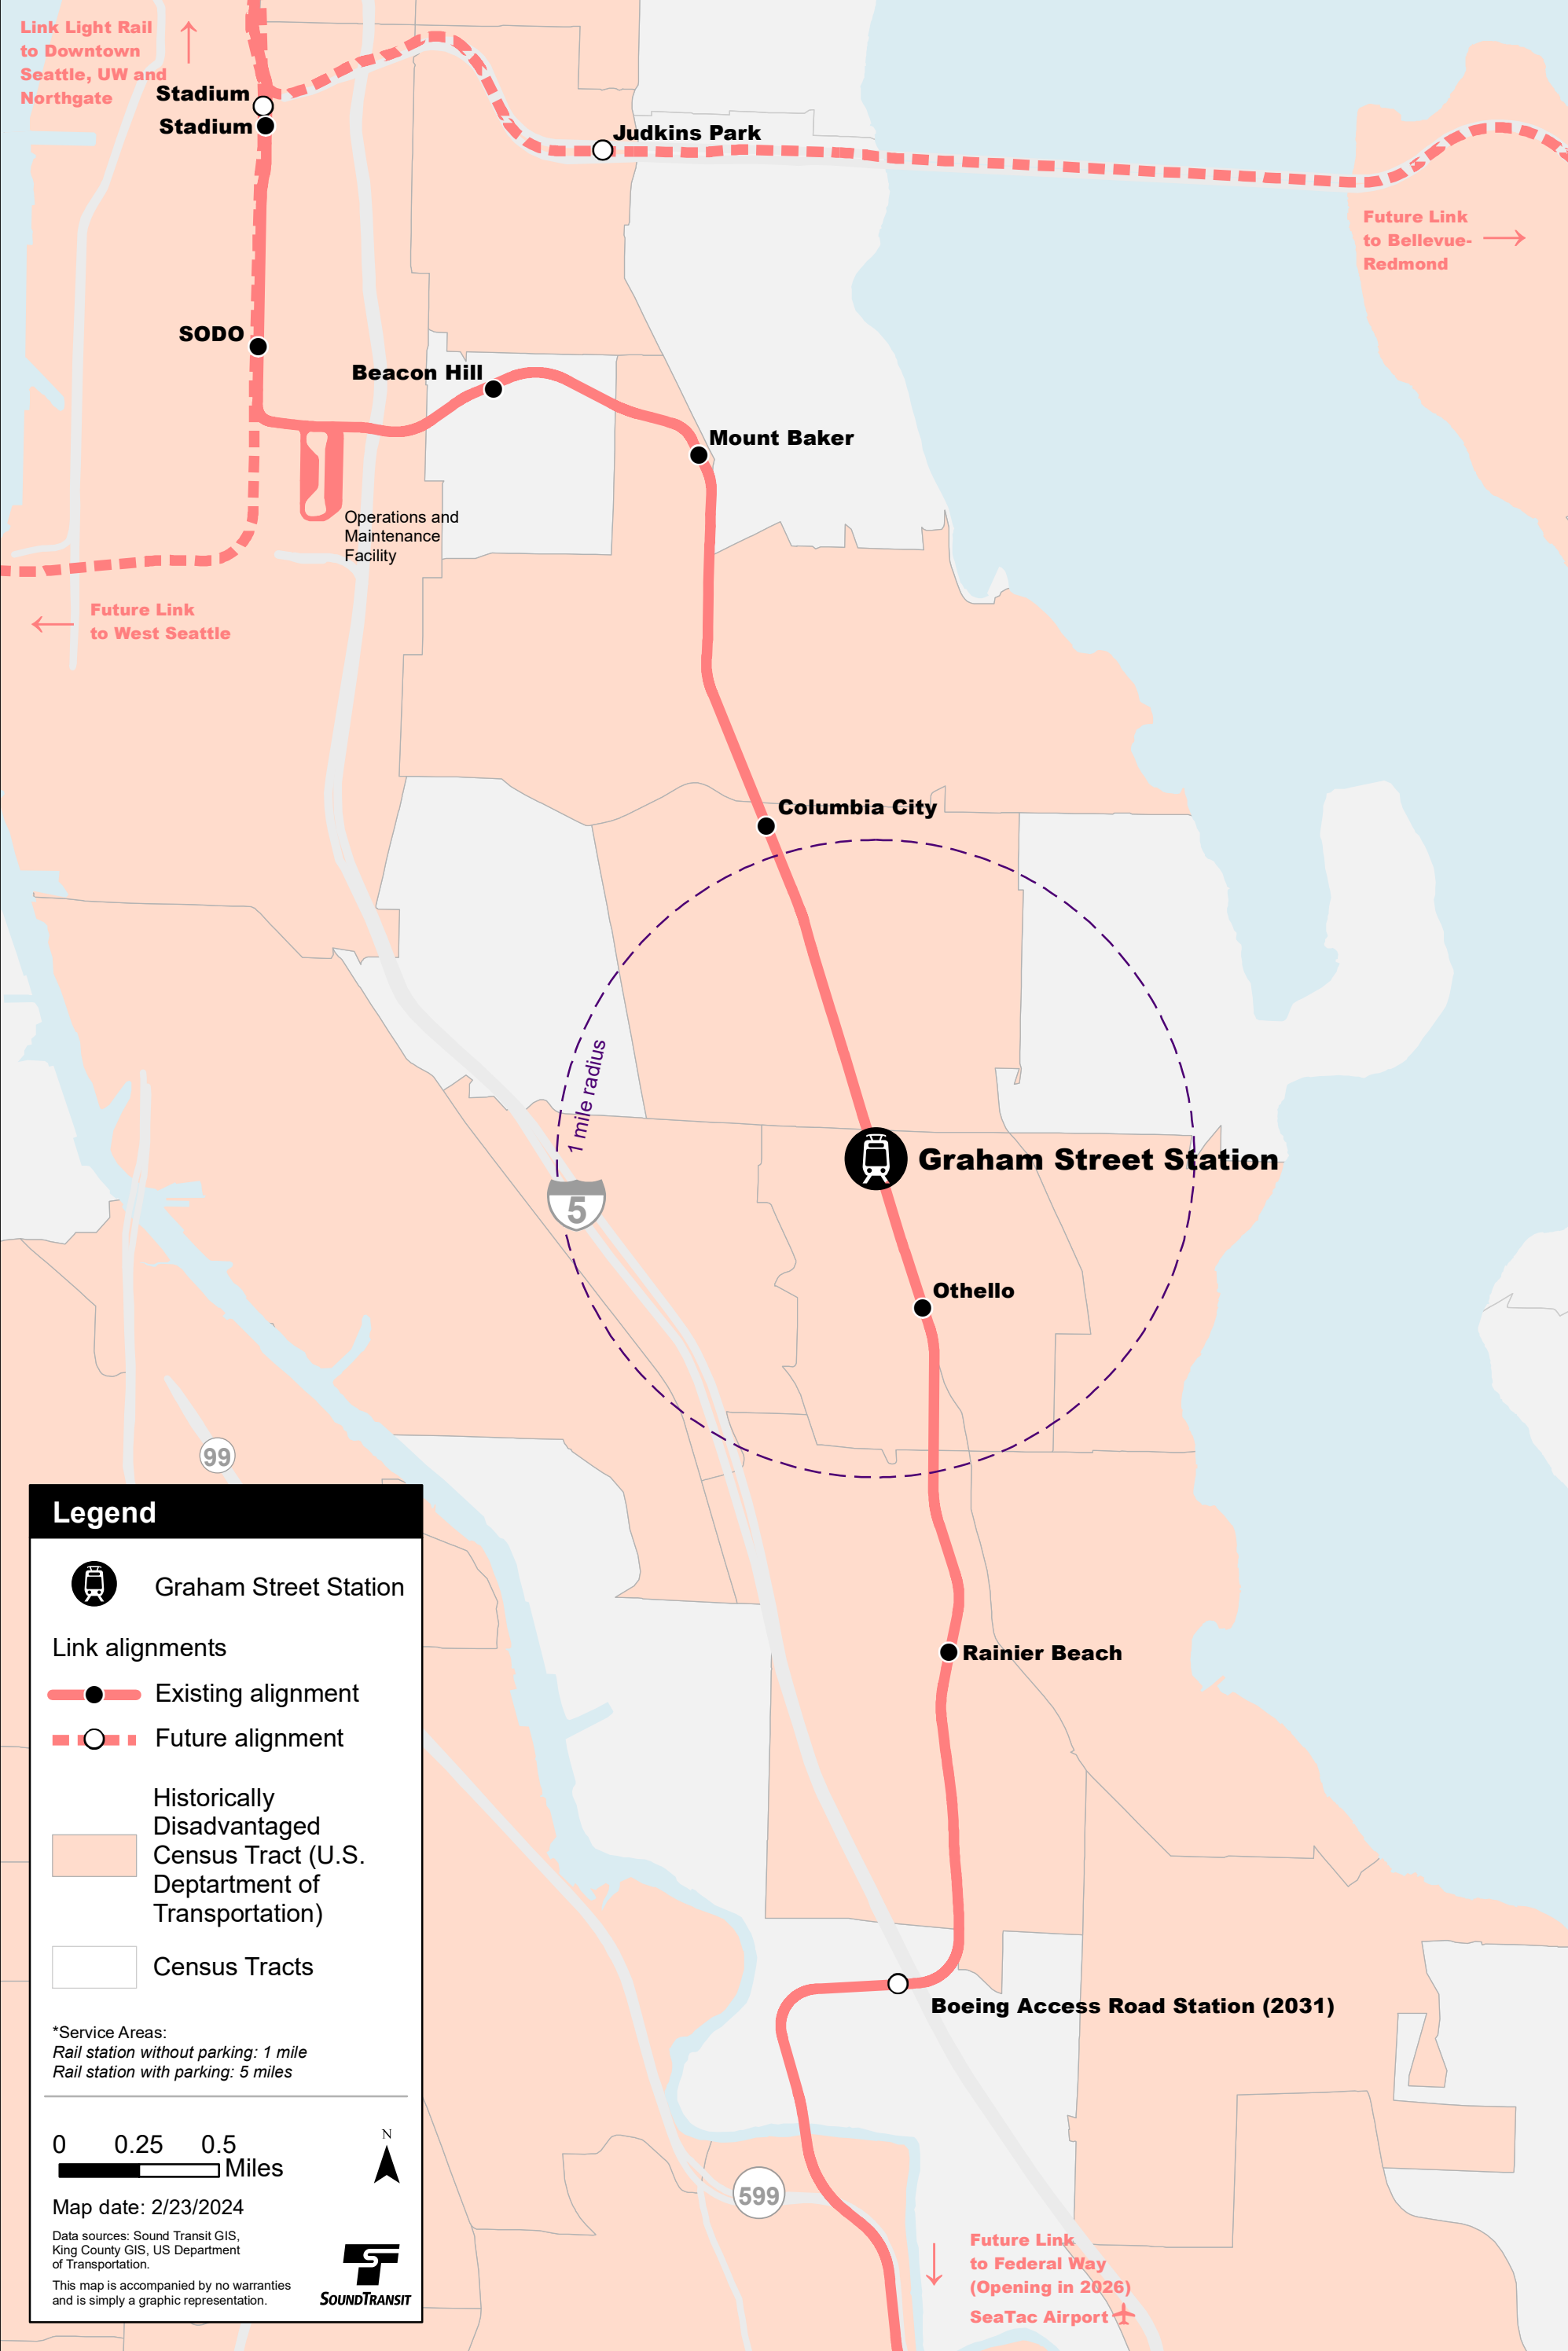 Link Light Rail
to Downtown
Seattle, UW and
Northgate
Stadium
Stadium
Judkins Park
Future Link
to Bellevue-
Redmond
SODO
Beacon Hill
Mount Baker
Operations and
Maintenance
Facility
Future Link
to West Seattle
Columbia City
1 mile radius
Graham Street Station
5
Othello
99
Rainier Beach
Boeing Access Road Station (2031)
599
Future Link
to Federal Way
(Opening in 2026)
SeaTac Airport
Legend
Graham Street Station
Link alignments
Existing alignment
Future alignment
Historically
Disadvantaged
Census Tract (U.S.
Deptartment of
Transportation)
Census Tracts
*Service Areas:
Rail station without parking: 1 mile
Rail station with parking: 5 miles
0 0.25 0.5
Miles
N
Map date: 2/23/2024
Data sources: Sound Transit GIS,
King County GIS, US Department
of Transportation.
This map is accompanied by no warranties
and is simply a graphic representation.
SOUNDTRANSIT